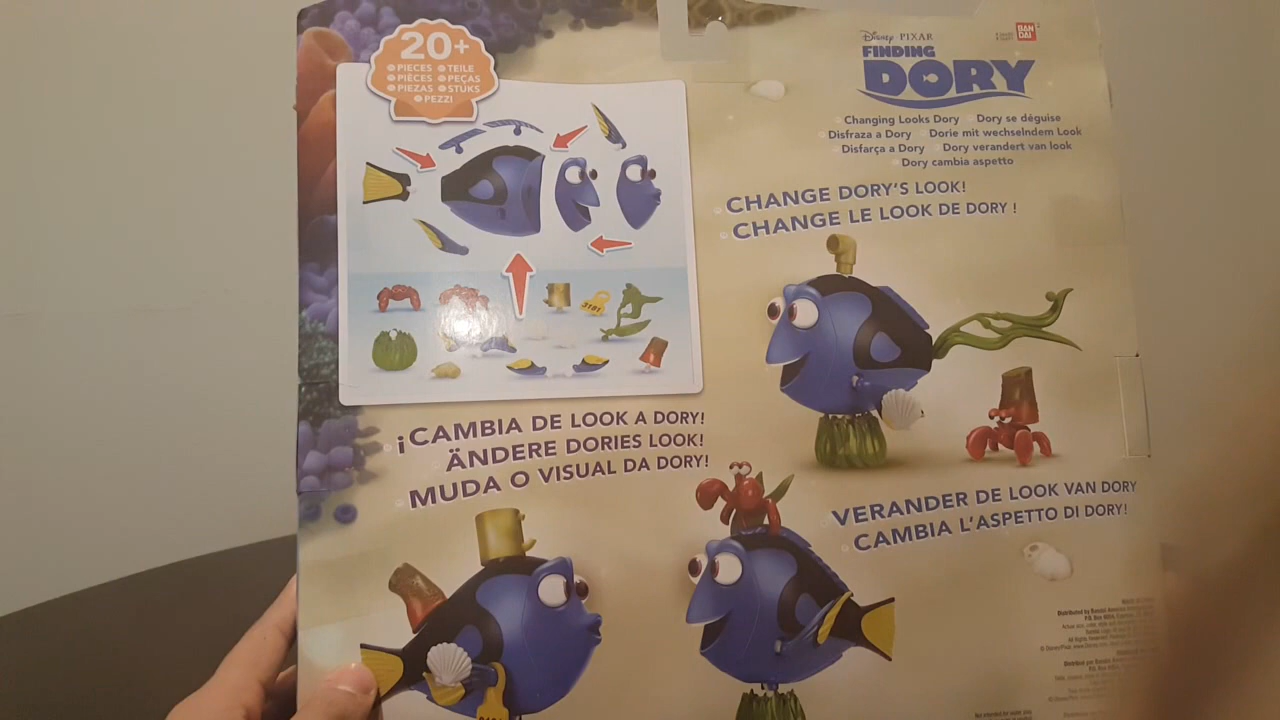 20+
PIECES TEILE
PIÈCES PEÇAS
PIEZAS STUKS
PEZZI
Disney PIXAR
FINDING
DORY
BAN
DAI
Changing Looks Dory Dory se déguise
Disfraza a Dory Dorie mit wechselndem Look
Disfarça a Dory Dory verandert van look
Dory cambia aspetto
CHANGE DORY'S LOOK!
CHANGE LE LOOK DE DORY !
3101
¡CAMBIA DE LOOK A DORY!
ÄNDERE DORIES LOOK!
MUDA O VISUAL DA DORY!
VERANDER DE LOOK VAN DORY
CAMBIA L'ASPETTO DI DORY!